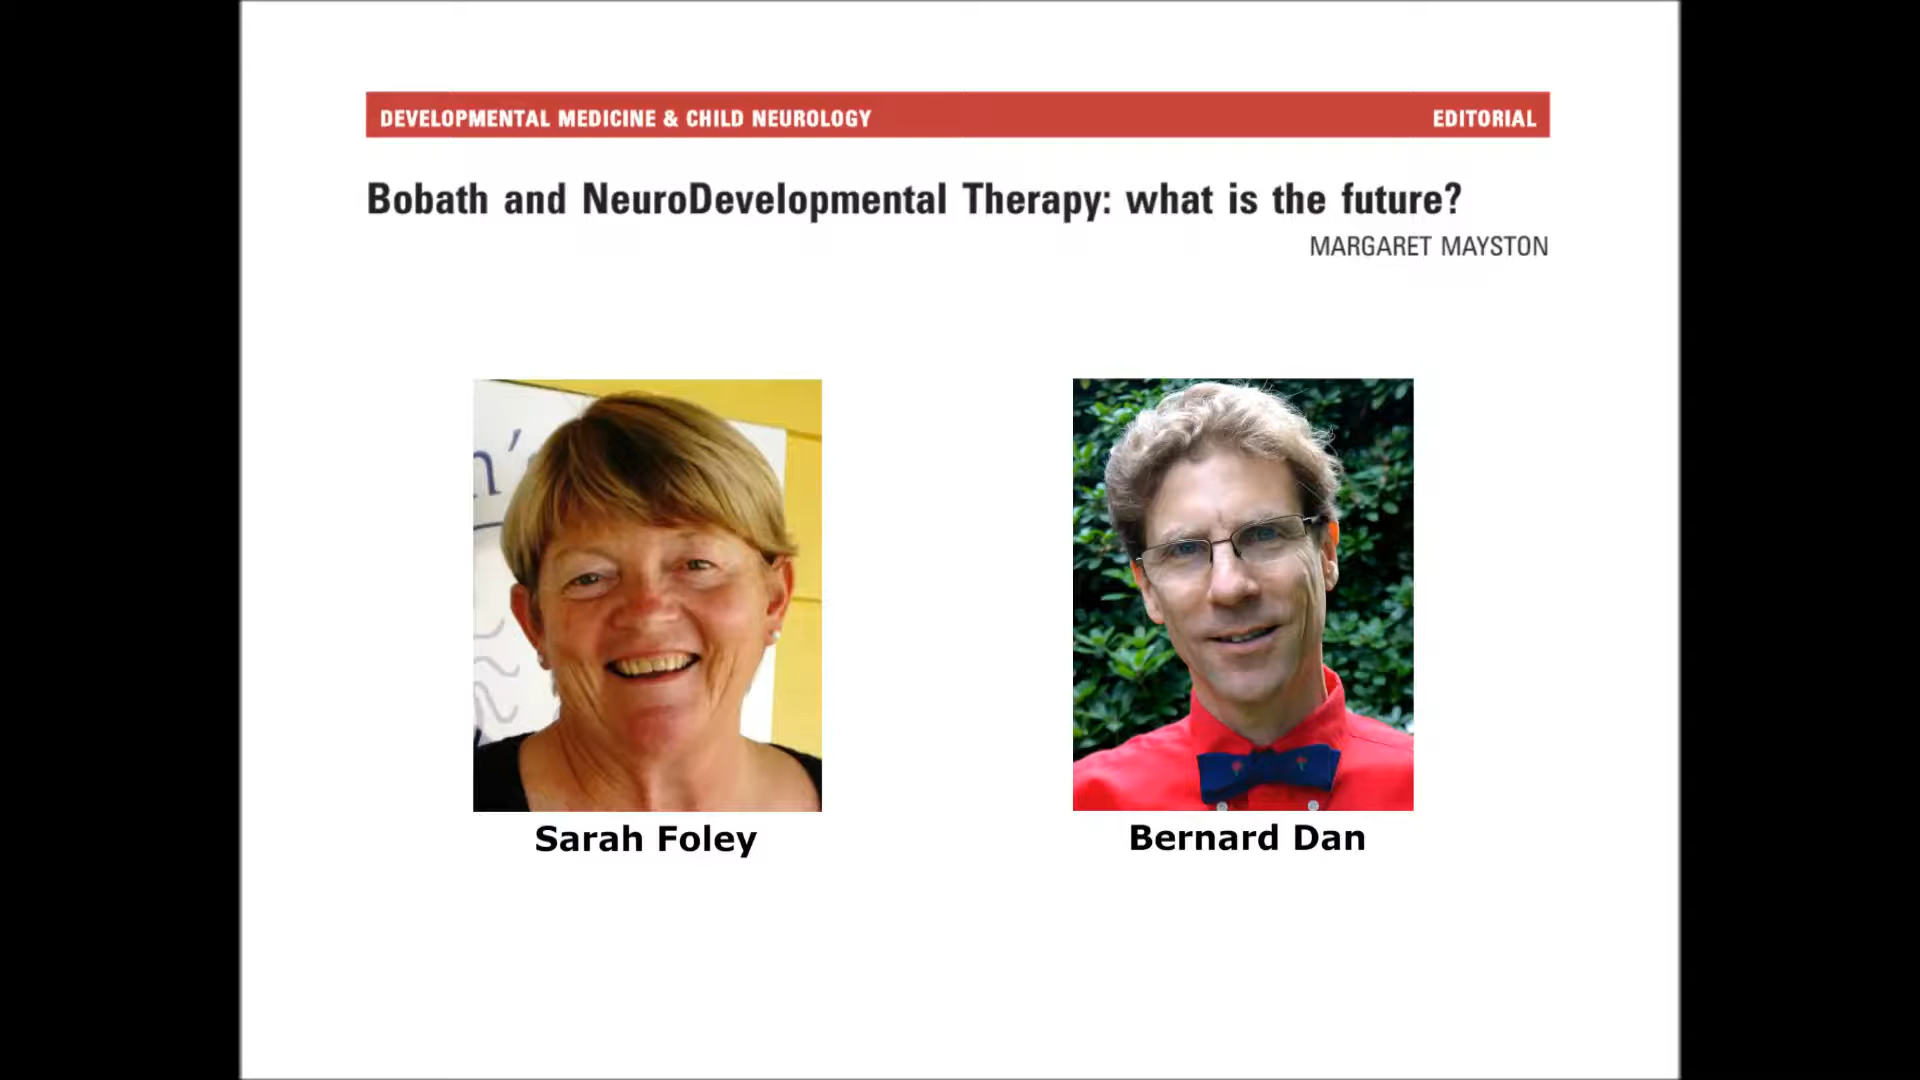 DEVELOPMENTAL MEDICINE & CHILD NEUROLOGY EDITORIAL
Bobath and NeuroDevelopmental Therapy: what is the future?
MARGARET MAYSTON
n'
Sarah Foley
Bernard Dan